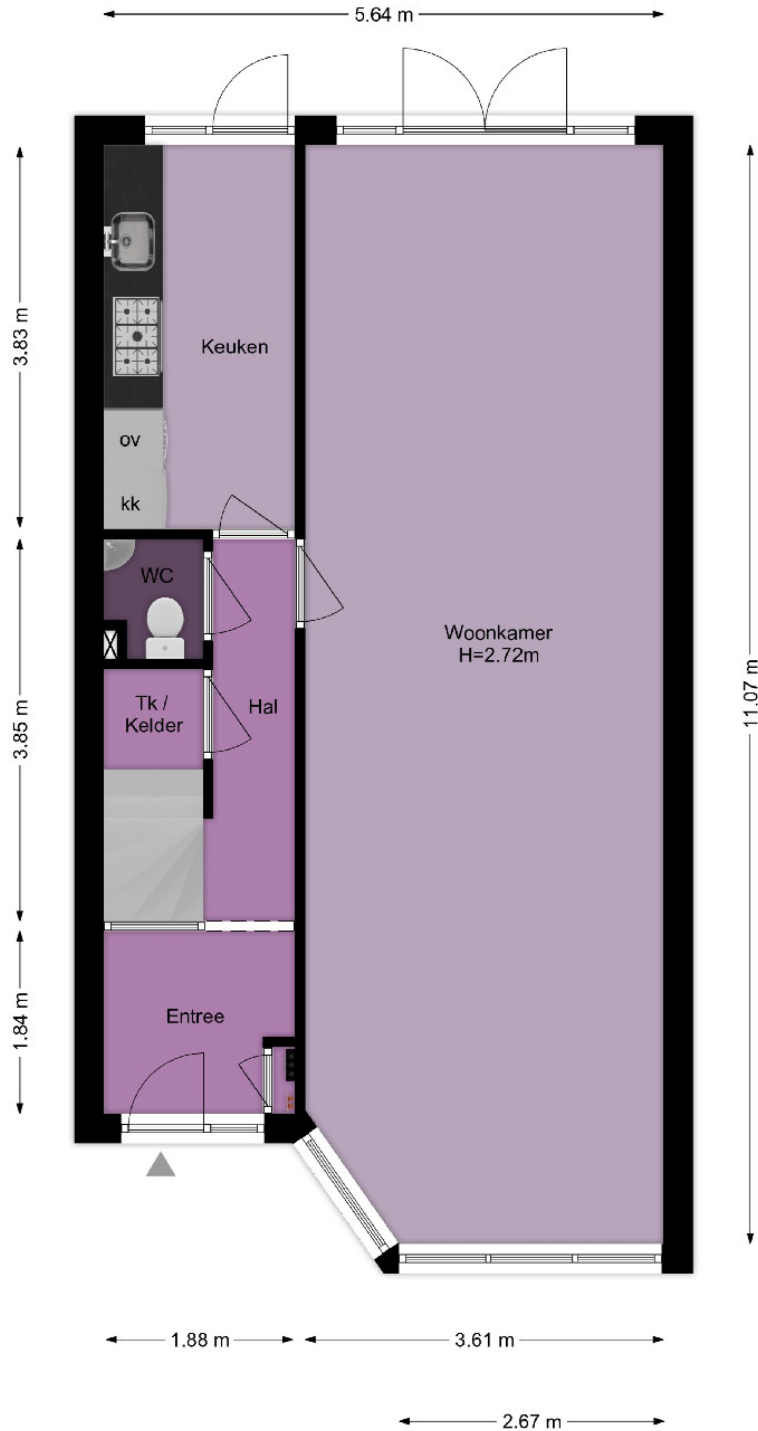 5.64 m
3.83 m
Keuken
ov
kk
WC
Woonkamer
H=2.72m
11.07 m
Tk /
Kelder
Hal
3.85 m
1.84 m
Entree
1.88 m
3.61 m
2.67 m